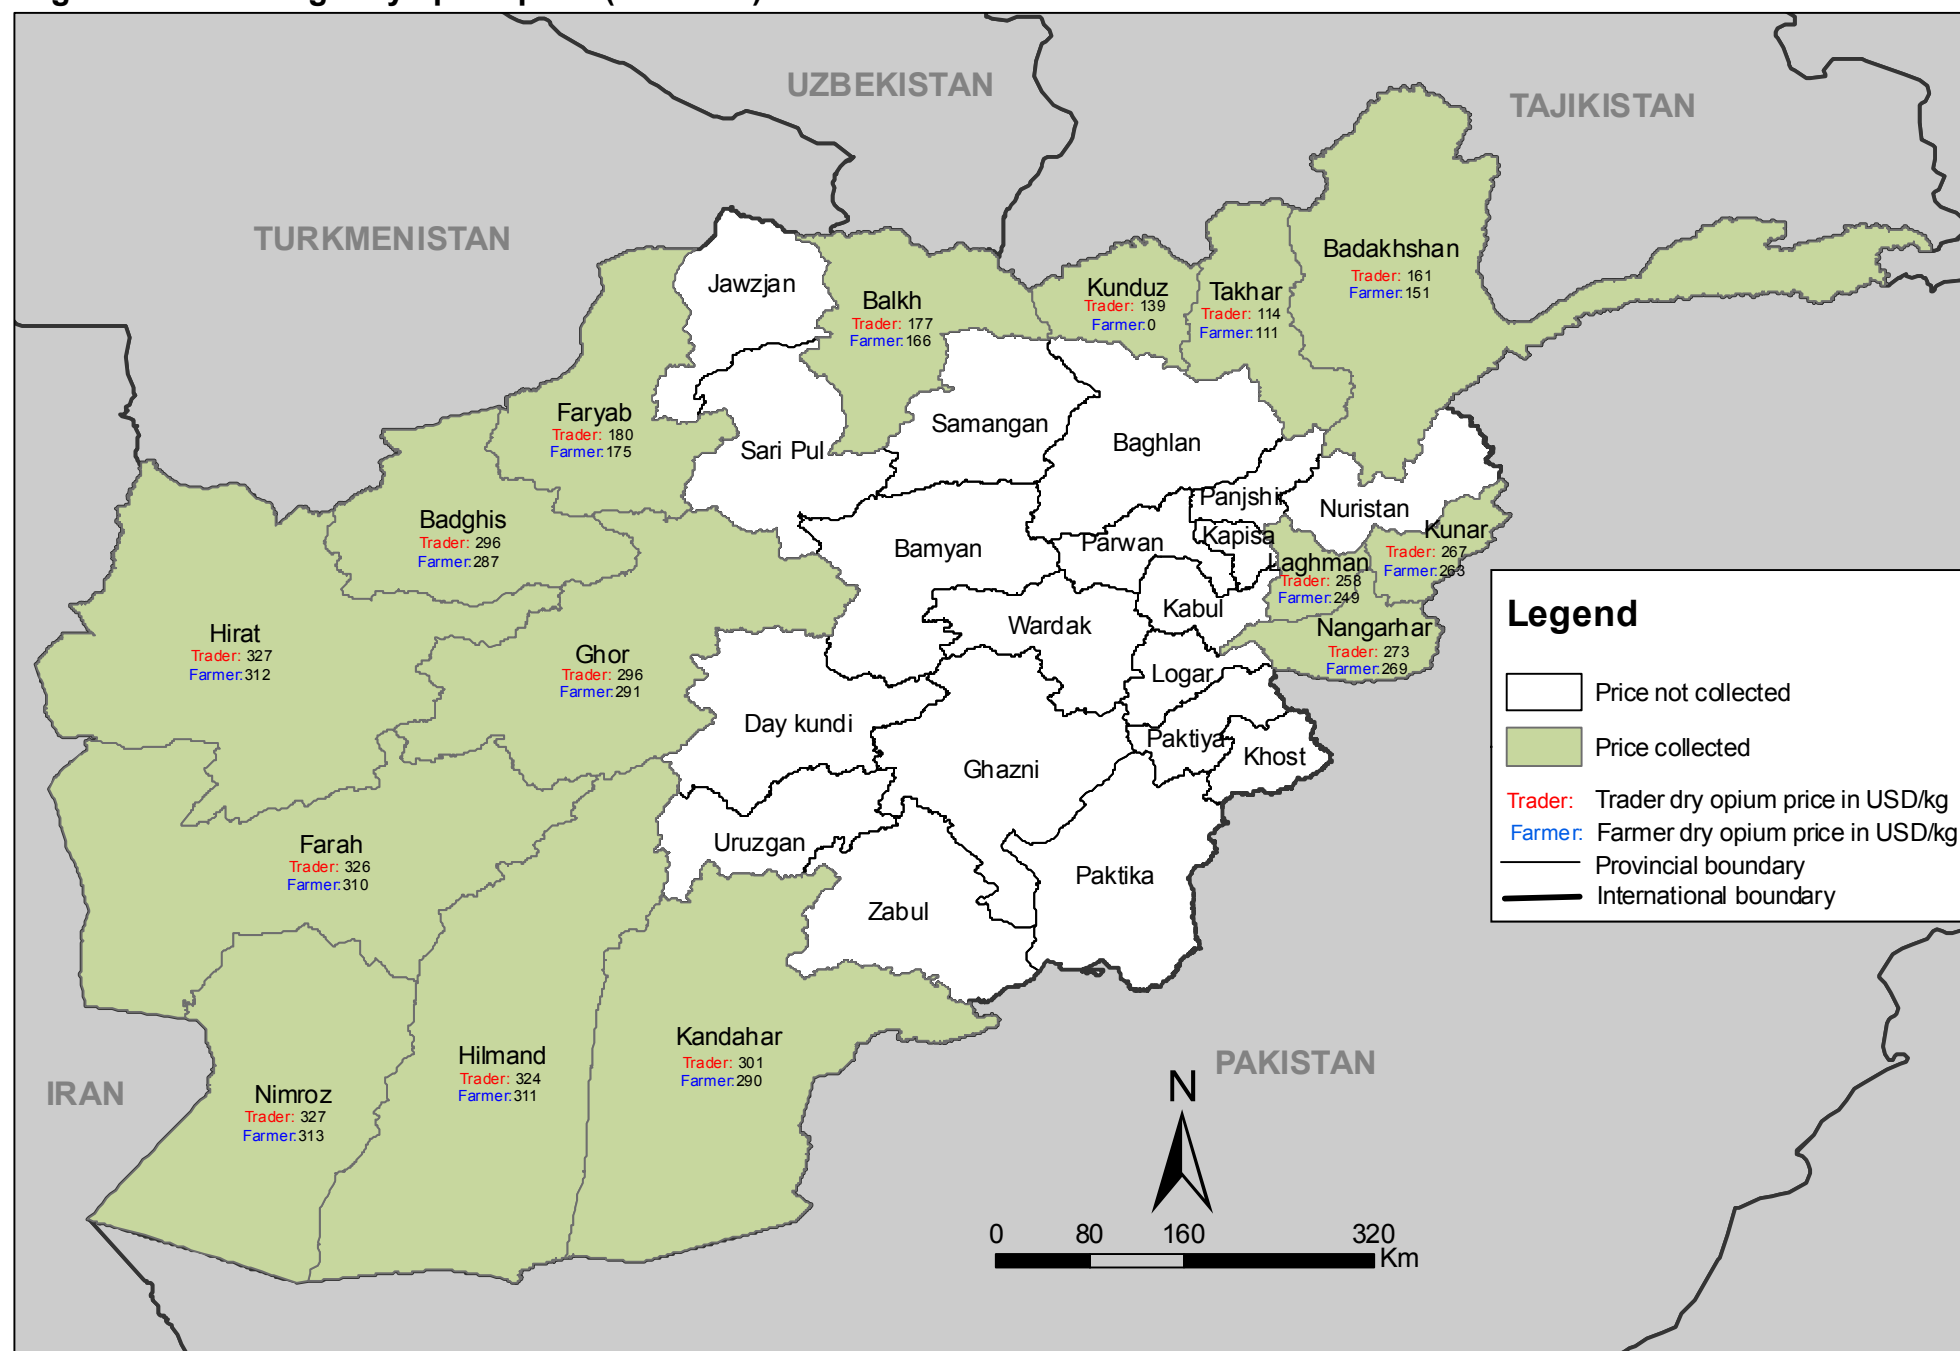 UZBEKISTAN
TAJIKISTAN
TURKMENISTAN
Badakhshan
Trader: 161
Farmer:151
Jawzjan
Balkh
Trader: 177
Farmer:166
Kunduz
Trader: 139
Farmer:0
Takhar
Trader: 114
Farmer:111
Faryab
Trader: 180
Farmer:175
Sari Pul
Samangan
Baghlan
Badghis
Trader: 296
Farmer:287
Panjshir
Nuristan
Kunar
Trader: 267
Farmer:263
Bamyan
Parwan
Kapisa
Laghman
Trader: 258
Farmer:249
Hirat
Trader: 327
Farmer:312
Ghor
Trader: 296
Farmer:291
Wardak
Kabul
Nangarhar
Trader: 273
Farmer:269
Logar
Day kundi
Paktiya
Khost
Ghazni
Uruzgan
Farah
Trader: 326
Farmer:310
Zabul
Paktika
Kandahar
Trader: 301
Farmer:290
Hilmand
Trader: 324
Farmer:311
Nimroz
Trader: 327
Farmer:313
IRAN
PAKISTAN
Legend
Price not collected
Price collected
Trader: Trader dry opium price in USD/kg
Farmer: Farmer dry opium price in USD/kg
Provincial boundary
International boundary
N
0 80 160 320
Km